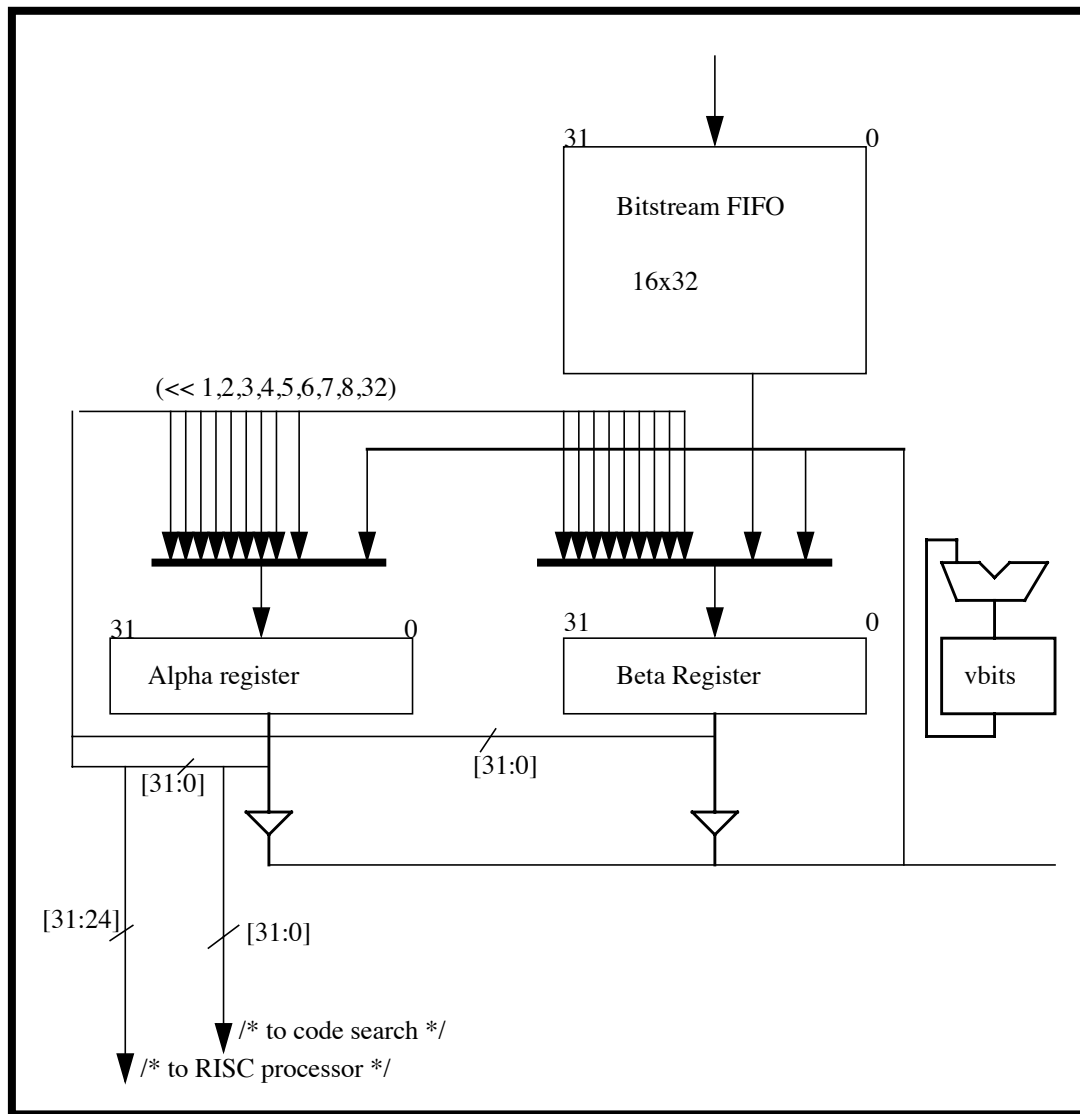 31 0
Bitstream FIFO
16x32
(<< 1,2,3,4,5,6,7,8,32)
31 0
31 0
Alpha register
Beta Register
vbits
[31:0]
[31:0]
[31:24]
[31:0]
/* to code search */
/* to RISC processor */